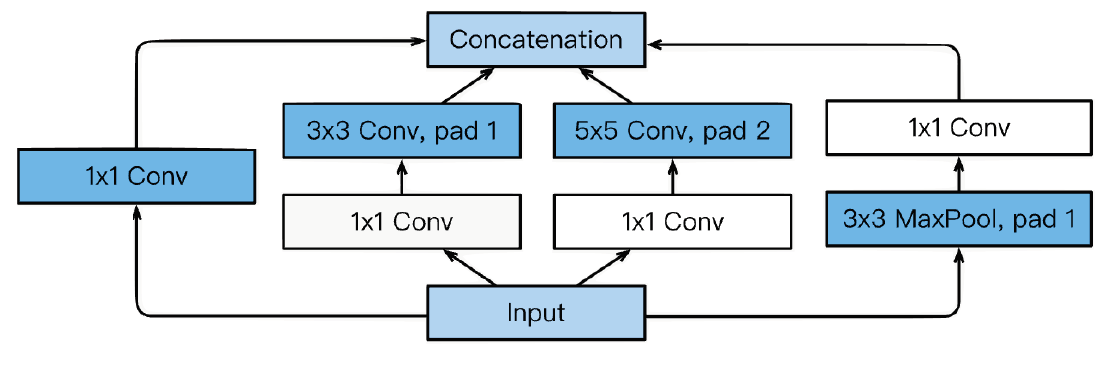 Concatenation
3x3 Conv, pad 1
5x5 Conv, pad 2
1x1 Conv
1x1 Conv
1x1 Conv
1x1 Conv
3x3 MaxPool, pad 1
Input